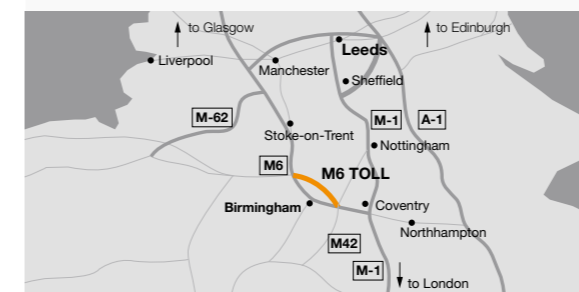 to Glasgow
to Edinburgh
Leeds
Liverpool
Manchester
Sheffield
M-62
M-1
A-1
Stoke-on-Trent
Nottingham
M6
M6 TOLL
Birmingham
Coventry
Northhampton
M42
M-1
to London